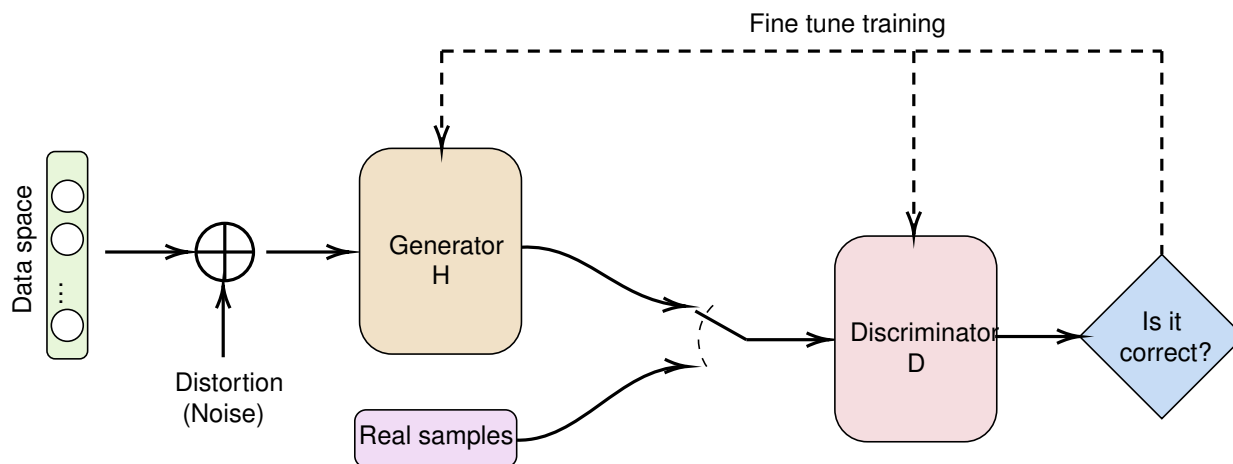 Fine tune training
Data space
...
Generator
H
Distortion
(Noise)
Real samples
Discriminator
D
Is it
correct?